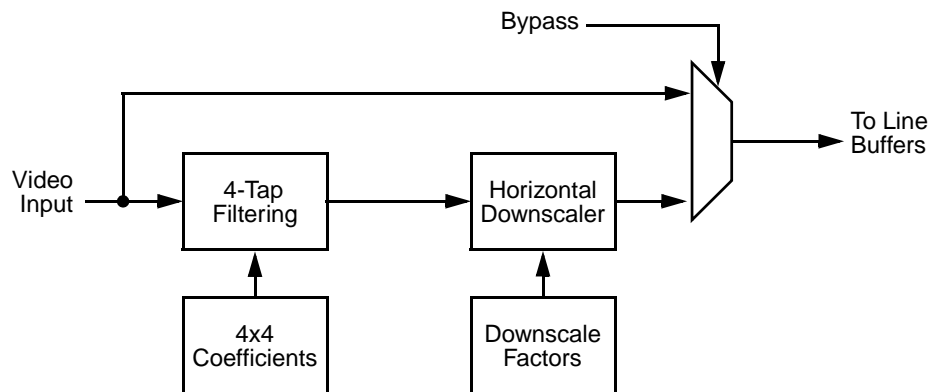 Bypass
To Line
Buffers
Video
Input
4-Tap
Filtering
Horizontal
Downscaler
4x4
Coefficients
Downscale
Factors